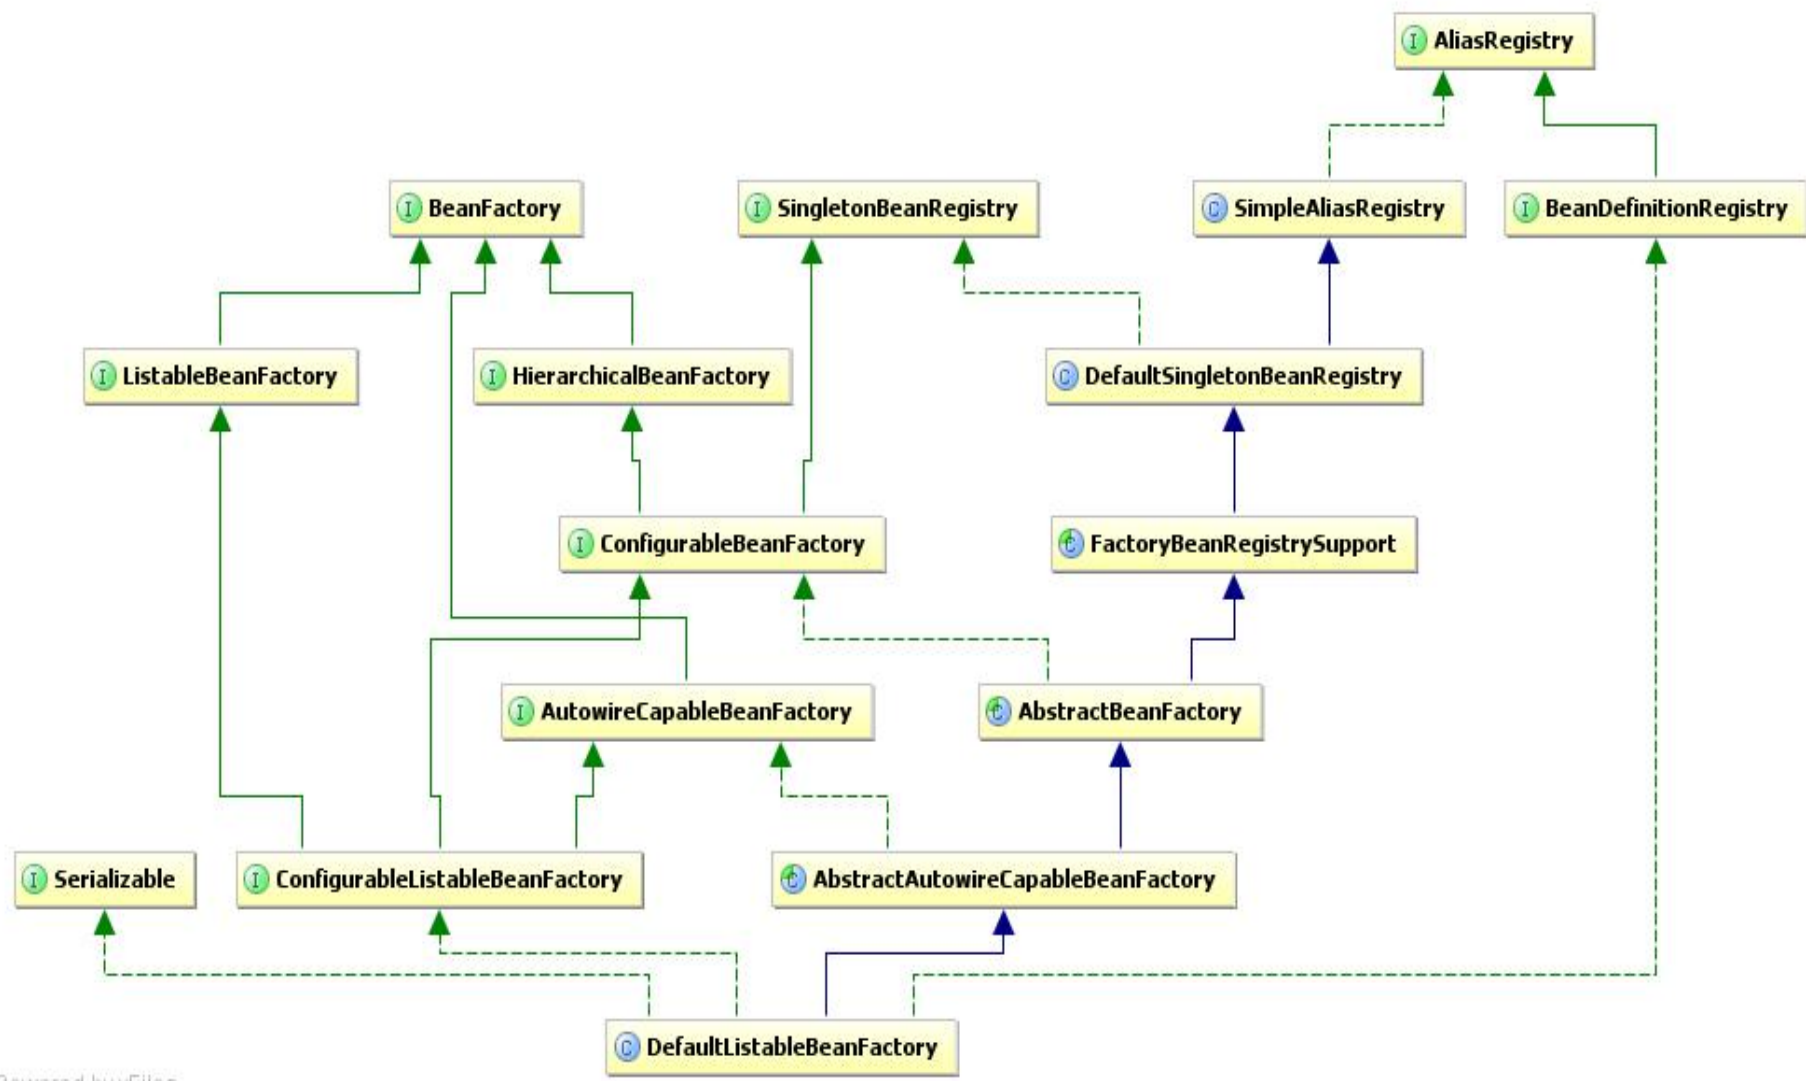 AliasRegistry
BeanFactory
SingletonBeanRegistry
SimpleAliasRegistry
BeanDefinitionRegistry
ListableBeanFactory
HierarchicalBeanFactory
DefaultSingletonBeanRegistry
ConfigurableBeanFactory
FactoryBeanRegistrySupport
AutowireCapableBeanFactory
AbstractBeanFactory
Serializable
ConfigurableListableBeanFactory
AbstractAutowireCapableBeanFactory
DefaultListableBeanFactory